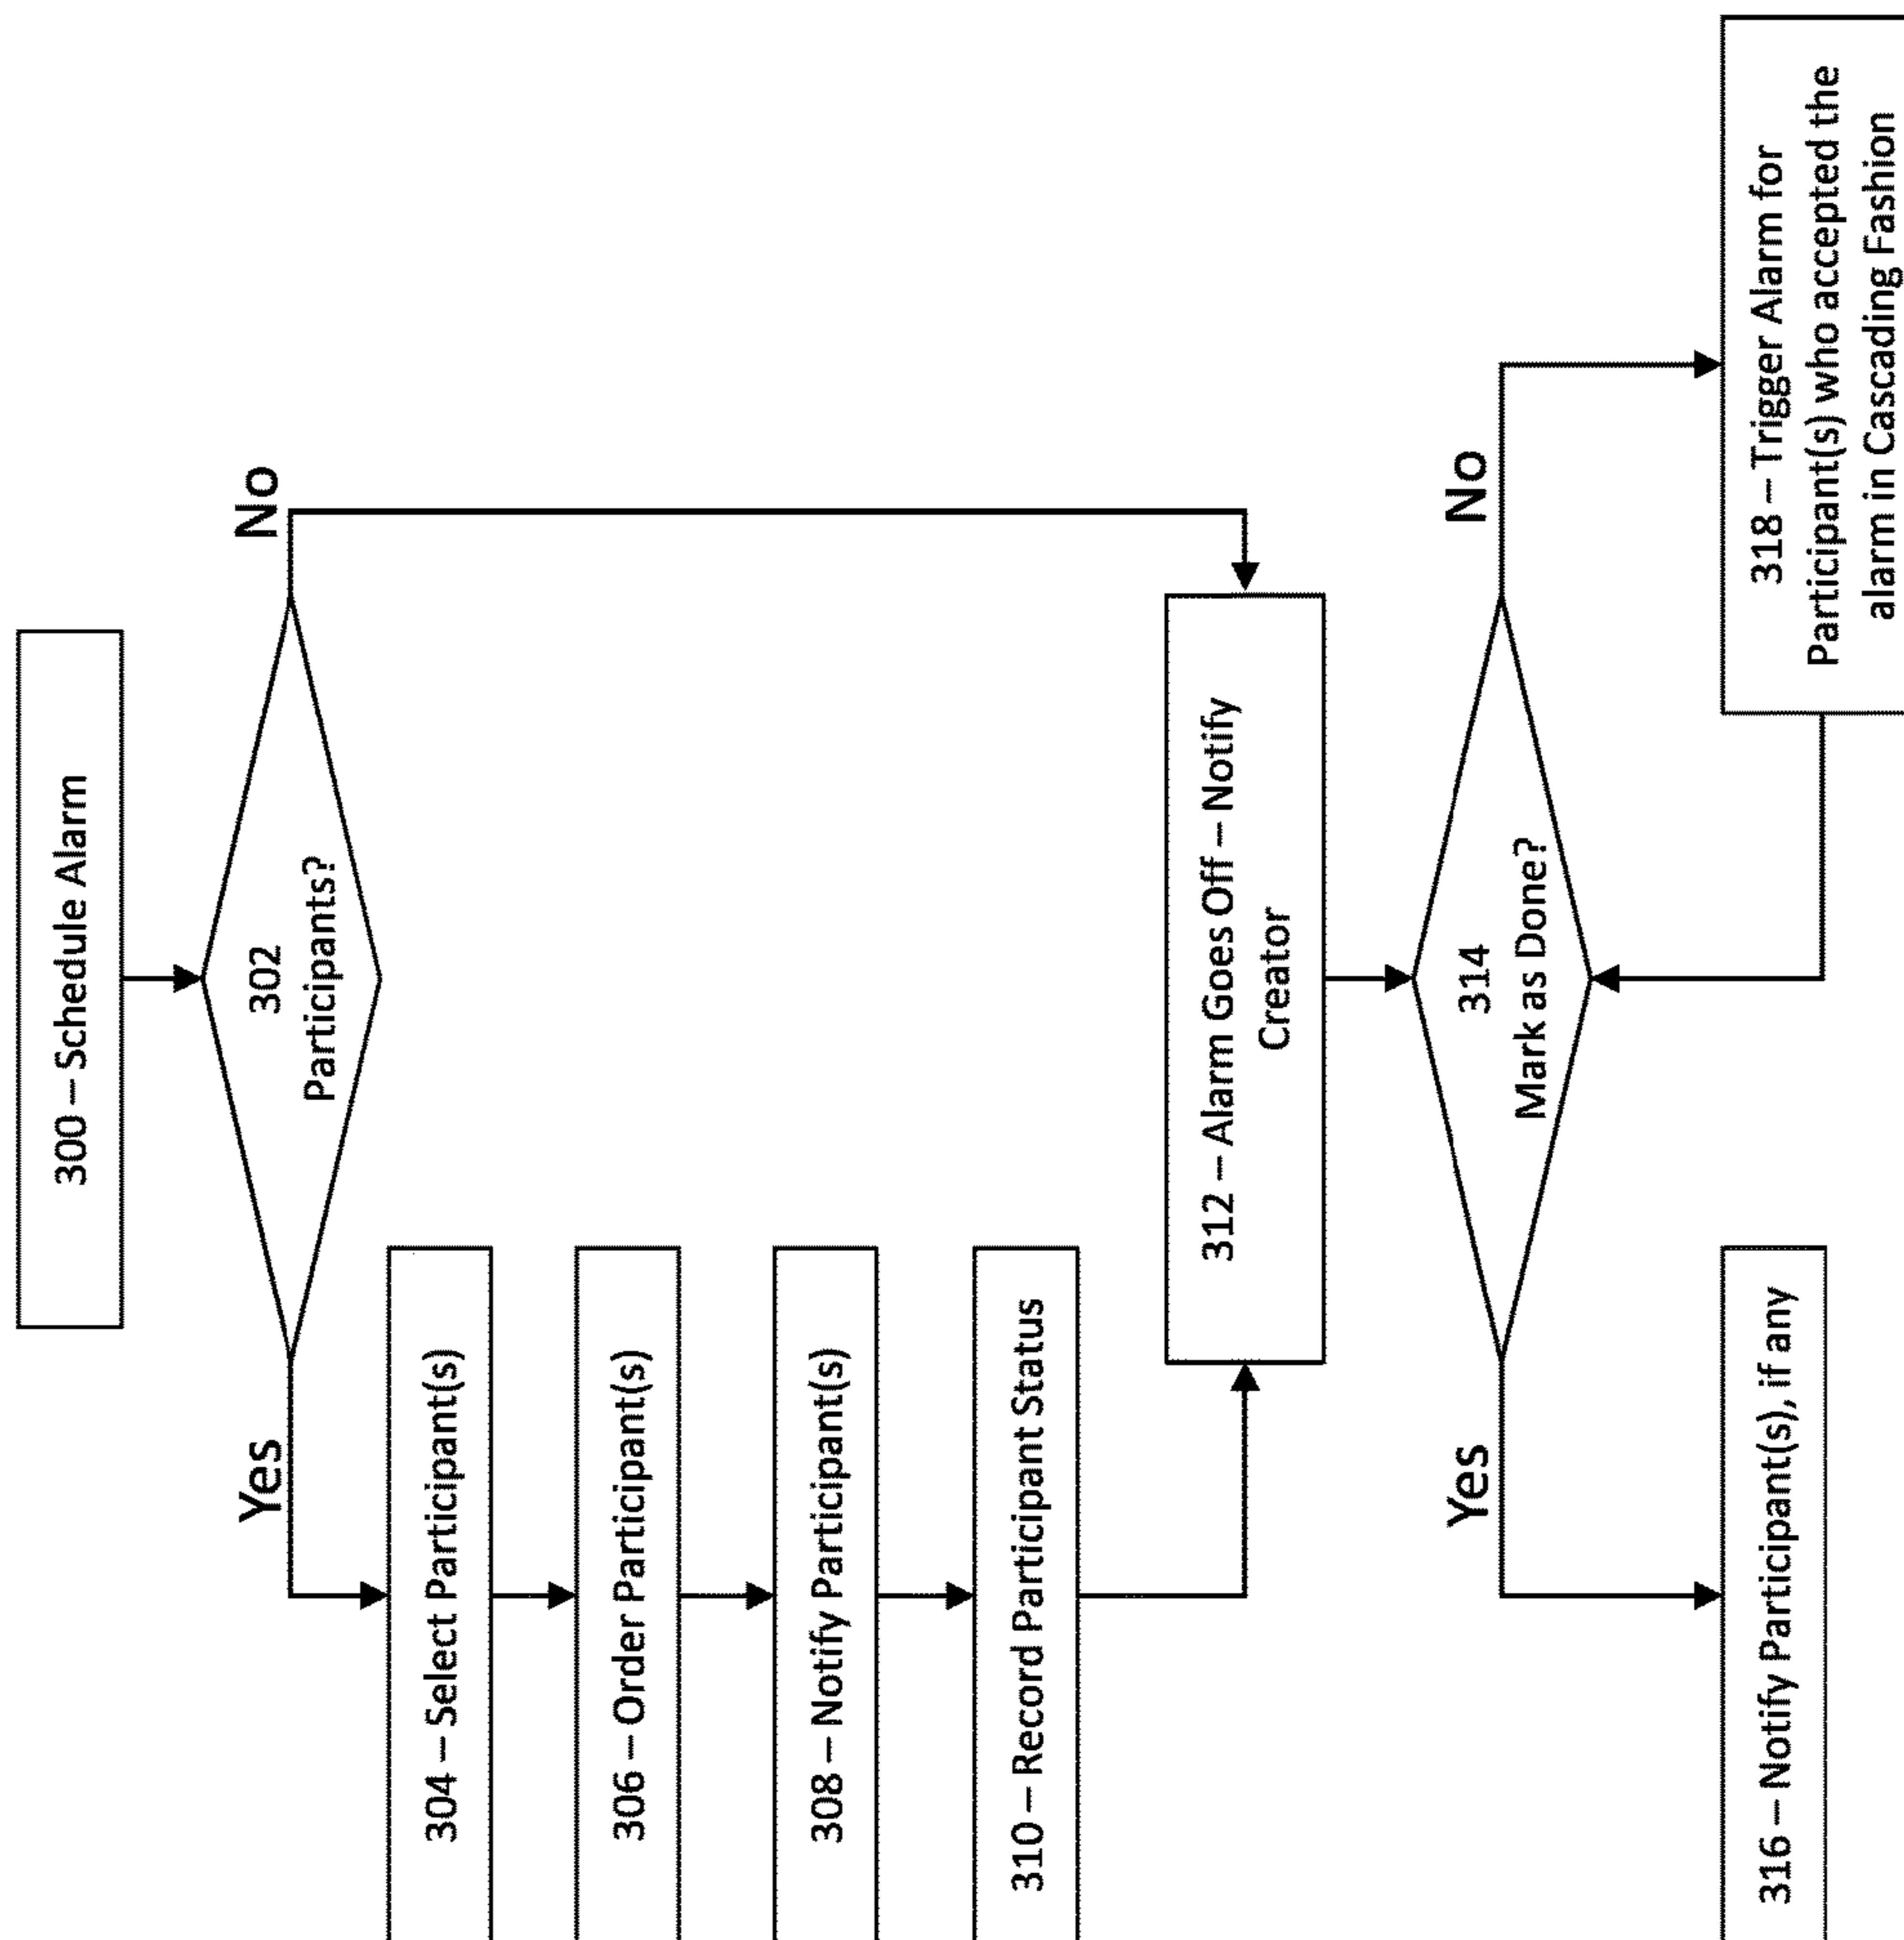 300 – Schedule Alarm
302
Participants?
Yes
No
304 – Select Participant(s)
306 – Order Participant(s)
308 – Notify Participant(s)
310 – Record Participant Status
312 – Alarm Goes Off – Notify
Creator
314
Mark as Done?
Yes
No
316 – Notify Participant(s), if any
318 – Trigger Alarm for
Participant(s) who accepted the
alarm in Cascading Fashion